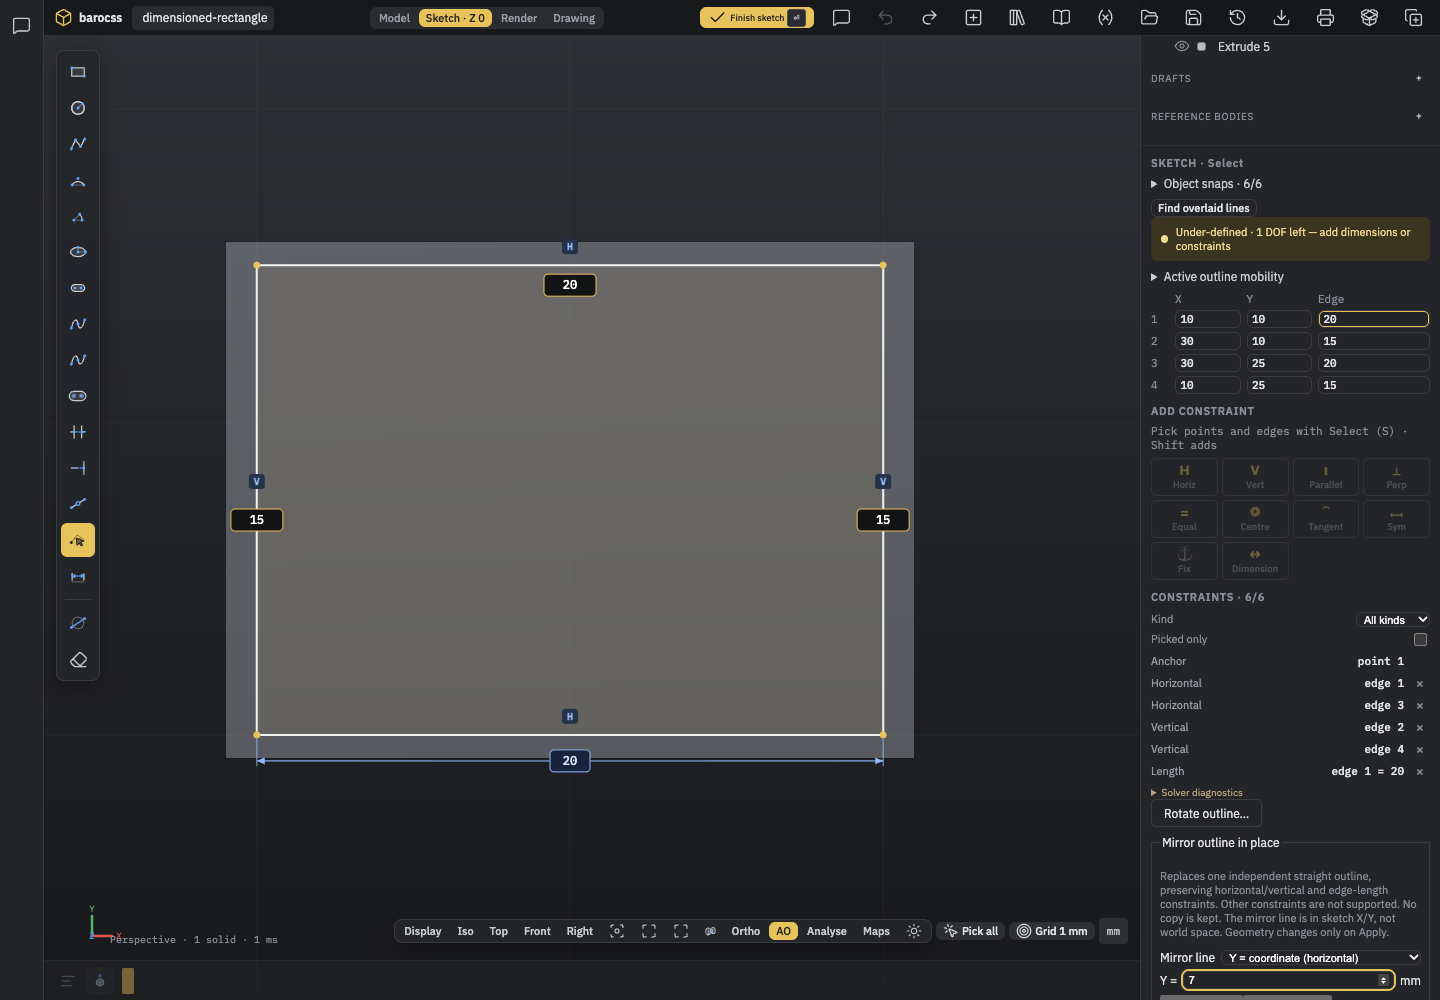 barocss
dimensioned-rectangle
Model
Sketch · Z 0
Render
Drawing
Finish sketch
Extrude 5
DRAFTS
+
REFERENCE BODIES
+
SKETCH · Select
Object snaps · 6/6
Find overlaid lines
Under-defined · 1 DOF left — add dimensions or
constraints
Active outline mobility
X Y Edge
1 10 10 20
2 30 10 15
3 30 25 20
4 10 25 15
ADD CONSTRAINT
Pick points and edges with Select (S) ·
Shift adds
H V
Horiz Vert Parallel Perp
Equal Centre Tangent Sym
Fix Dimension
CONSTRAINTS · 6/6
Kind All kinds
Picked only
Anchor point 1
Horizontal edge 1 ×
Horizontal edge 3 ×
Vertical edge 2 ×
Vertical edge 4 ×
Length edge 1 = 20 ×
Solver diagnostics
Rotate outline...
Mirror outline in place
Replaces one independent straight outline,
preserving horizontal/vertical and edge-length
constraints. Other constraints are not supported. No
copy is kept. The mirror line is in sketch X/Y, not
world space. Geometry changes only on Apply.
Mirror line Y = coordinate (horizontal)
Y = 7 mm
H
20
V
V
15
15
H
20
Y
X
Z
Perspective · 1 solid · 1 ms
Display
Iso
Top
Front
Right
Ortho
AO
Analyse
Maps
Pick all
Grid 1 mm
mm